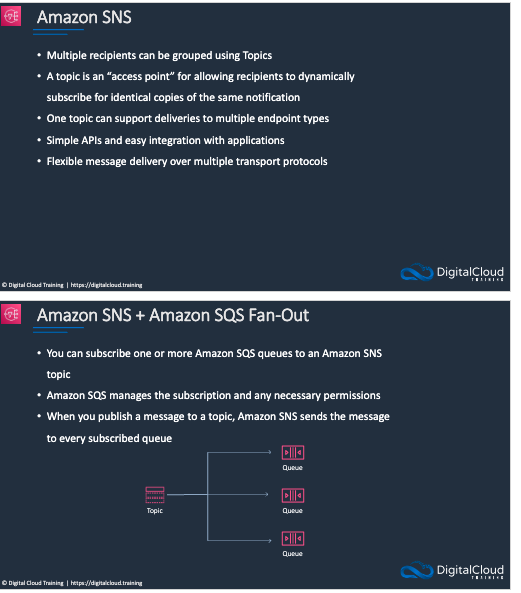 Amazon SNS
• Multiple recipients can be grouped using Topics
• A topic is an “access point” for allowing recipients to dynamically
subscribe for identical copies of the same notification
• One topic can support deliveries to multiple endpoint types
• Simple APIs and easy integration with applications
• Flexible message delivery over multiple transport protocols
DigitalCloud
TRAINING
© Digital Cloud Training | https://digitalcloud.training
Amazon SNS + Amazon SQS Fan-Out
• You can subscribe one or more Amazon SQS queues to an Amazon SNS
topic
• Amazon SQS manages the subscription and any necessary permissions
• When you publish a message to a topic, Amazon SNS sends the message
to every subscribed queue
Queue
Topic
Queue
Queue
DigitalCloud
TRAINING
© Digital Cloud Training | https://digitalcloud.training